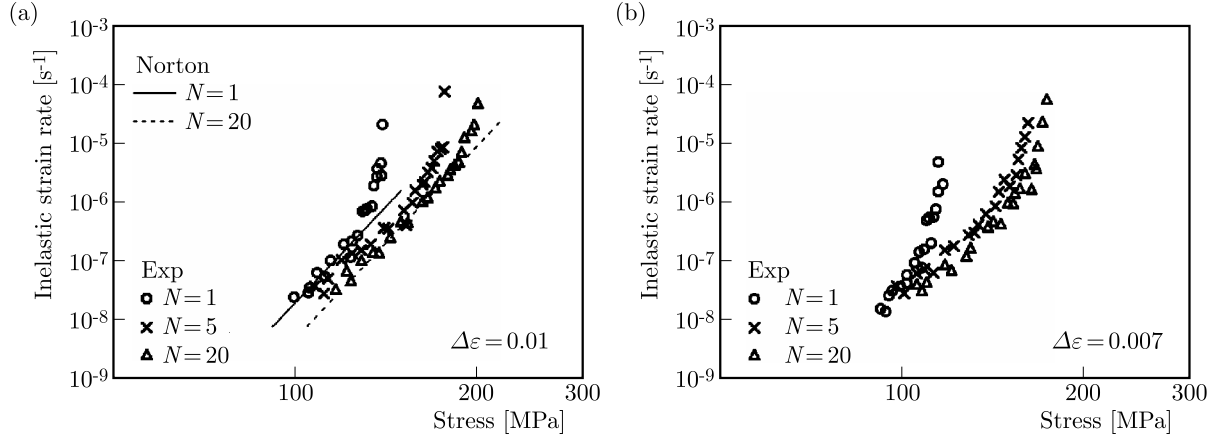 (a)
Inelastic strain rate [s⁻¹]
10⁻³
10⁻⁴
10⁻⁵
10⁻⁶
10⁻⁷
10⁻⁸
10⁻⁹
Norton
N=1
N=20
Exp
N=1
N=5
N=20
Δε=0.01
100
200
300
Stress [MPa]
(b)
Inelastic strain rate [s⁻¹]
10⁻³
10⁻⁴
10⁻⁵
10⁻⁶
10⁻⁷
10⁻⁸
10⁻⁹
Exp
N=1
N=5
N=20
Δε=0.007
100
200
300
Stress [MPa]